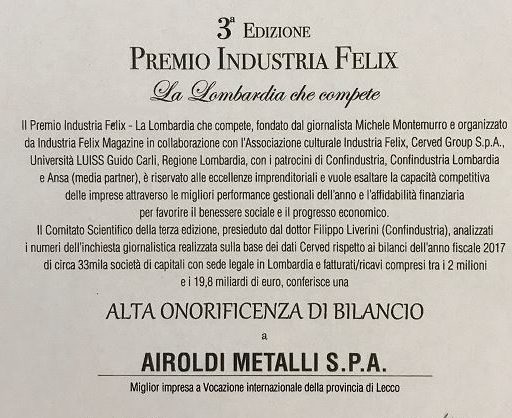 3ª EDIZIONE
PREMIO INDUSTRIA FELIX
La Lombardia che compete
Il Premio Industria Felix - La Lombardia che compete, fondato dal giornalista Michele Montemurro e organizzato
da Industria Felix Magazine in collaborazione con l'Associazione culturale Industria Felix, Cerved Group S.p.A.,
Università LUISS Guido Carli, Regione Lombardia, con i patrocini di Confindustria, Confindustria Lombardia
e Ansa (media partner), è riservato alle eccellenze imprenditoriali e vuole esaltare la capacità competitiva
delle imprese attraverso le migliori performance gestionali dell'anno e l'affidabilità finanziaria
per favorire il benessere sociale e il progresso economico.
Il Comitato Scientifico della terza edizione, presieduto dal dottor Filippo Liverini (Confindustria), analizzati
i numeri dell'inchiesta giornalistica realizzata sulla base dei dati Cerved rispetto ai bilanci dell'anno fiscale 2017
di circa 33mila società di capitali con sede legale in Lombardia e fatturati/ricavi compresi tra i 2 milioni
e i 19,8 miliardi di euro, conferisce una
ALTA ONORIFICENZA DI BILANCIO
a
AIROLDI METALLI S.P.A.
Miglior impresa a Vocazione internazionale della provincia di Lecco